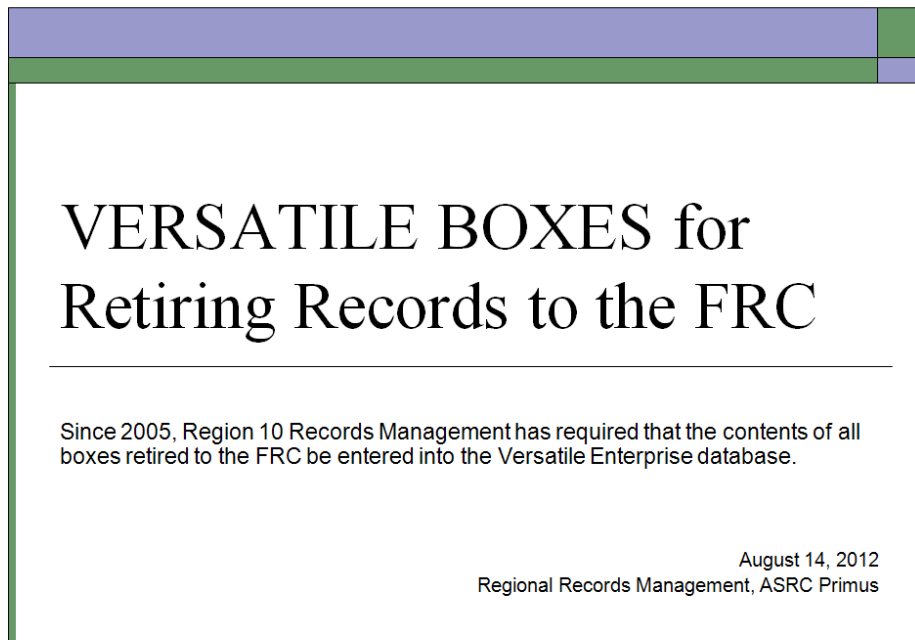 VERSATILE BOXES for
Retiring Records to the FRC
Since 2005, Region 10 Records Management has required that the contents of all
boxes retired to the FRC be entered into the Versatile Enterprise database.
August 14, 2012
Regional Records Management, ASRC Primus